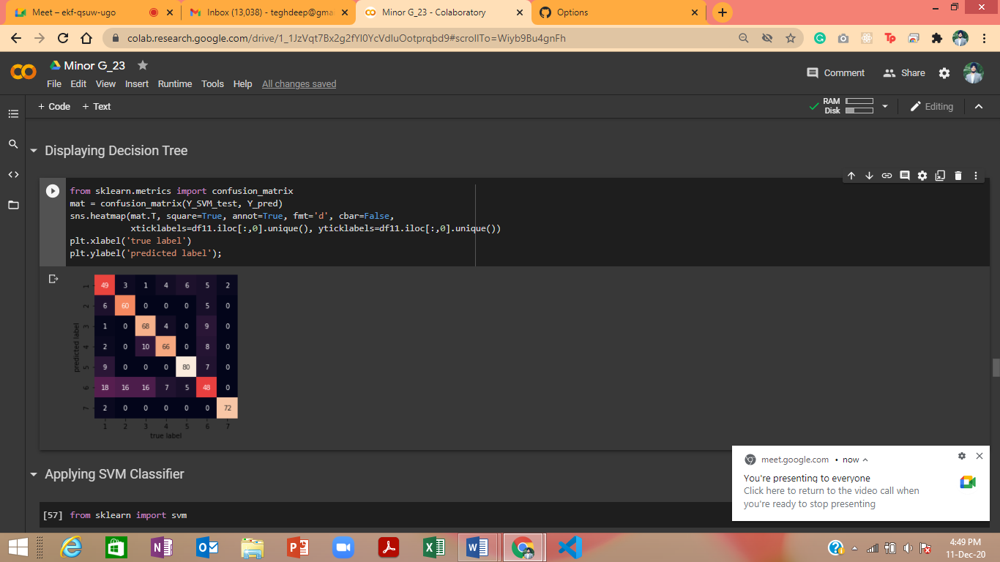 Meet – ekf-qsuw-ugo
Inbox (13,038) - teghdeep@gmai
Minor G_23 - Colaboratory
Options
colab.research.google.com/drive/1_1JzVqt7Bx2g2fYl0YcVdIuOotprqbd9#scrollTo=Wiyb9Bu4gnFh
Minor G_23
Comment
Share
File Edit View Insert Runtime Tools Help All changes saved
+ Code + Text
RAM
Disk
Editing
Displaying Decision Tree
from sklearn.metrics import confusion_matrix
mat = confusion_matrix(Y_SVM_test, Y_pred)
sns.heatmap(mat.T, square=True, annot=True, fmt='d', cbar=False,
xticklabels=df11.iloc[:,0].unique(), yticklabels=df11.iloc[:,0].unique())
plt.xlabel('true label')
plt.ylabel('predicted label');
predicted label
1 49 3 1 4 6 5 2
2 6 60 0 0 0 5 0
3 1 0 68 4 0 9 0
4 2 0 10 66 0 8 0
5 9 0 0 0 80 7 0
6 18 16 16 7 5 48 0
7 2 0 0 0 0 0 72
1 2 3 4 5 6 7
true label
Applying SVM Classifier
[57] from sklearn import svm
meet.google.com • now
You're presenting to everyone
Click here to return to the video call when
you're ready to stop presenting
4:49 PM
11-Dec-20